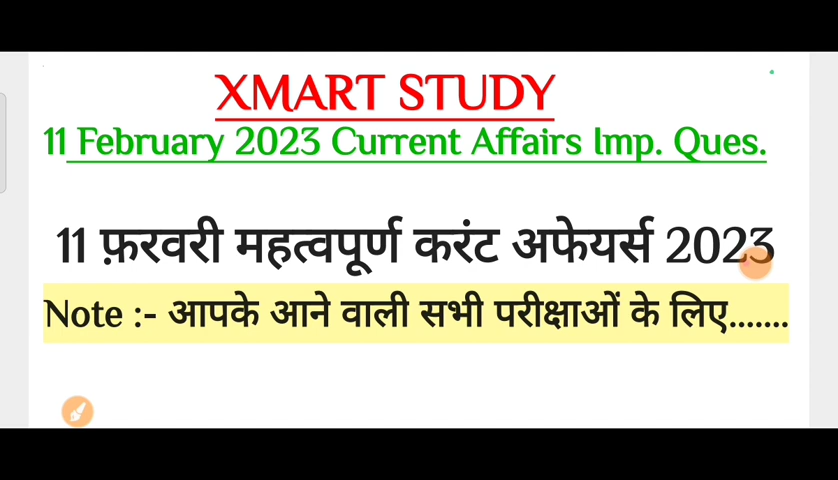 XMART STUDY
11 February 2023 Current Affairs Imp. Ques.
11 फ़रवरी महत्वपूर्ण करंट अफेयर्स 2023
Note :- आपके आने वाली सभी परीक्षाओं के लिए.......